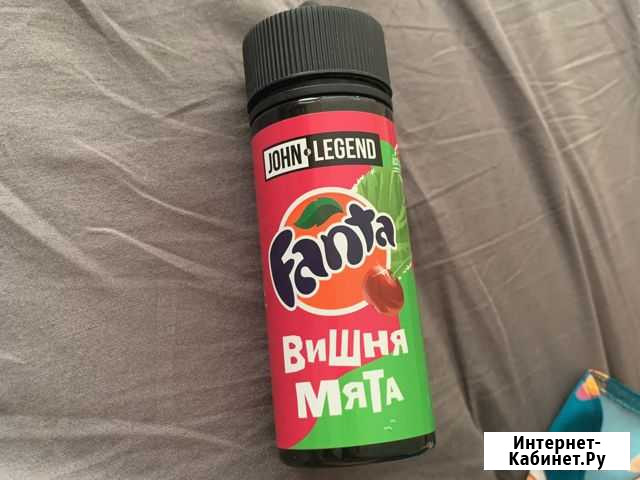 JOHN LEGEND
Fanta
ВиШНЯ
МЯТА
Интернет-
Кабинет.Ру